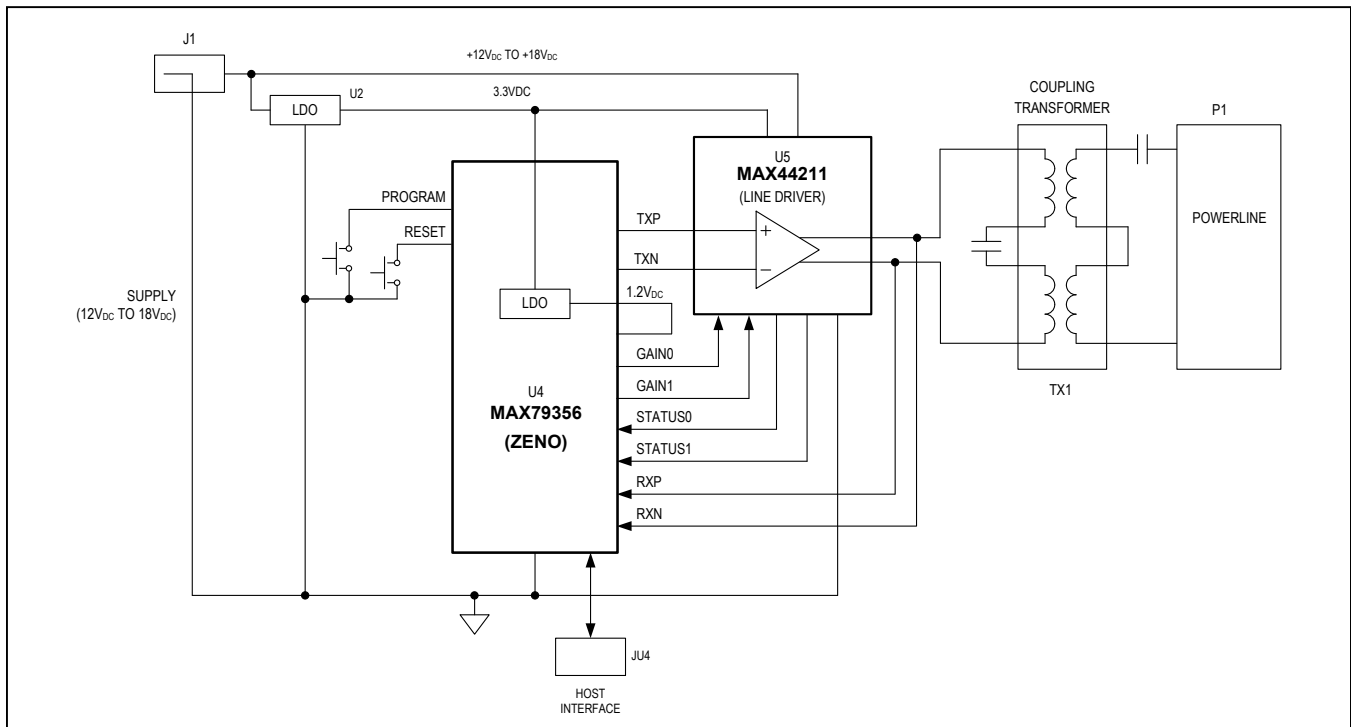 J1
+12VDC TO +18VDC
U2
LDO
3.3VDC
COUPLING
TRANSFORMER
P1
U5
MAX44211
(LINE DRIVER)
PROGRAM
RESET
TXP
+
TXN
−
POWERLINE
SUPPLY
(12VDC TO 18VDC)
LDO
1.2VDC
GAIN0
GAIN1
TX1
U4
MAX79356
(ZENO)
STATUS0
STATUS1
RXP
RXN
JU4
HOST
INTERFACE